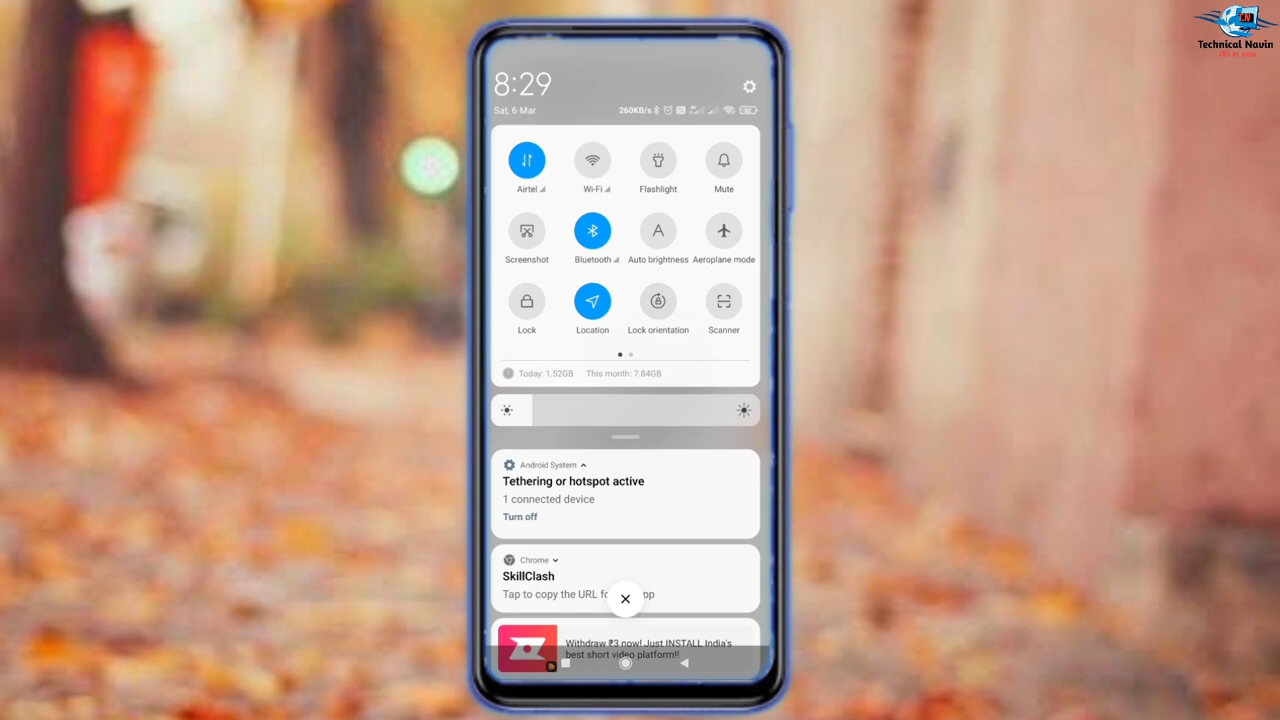 Technical Navin
All in one
8:29
Sat, 6 Mar
260KB/s
Airtel
Wi-Fi
Flashlight
Mute
Screenshot
Bluetooth
Auto brightness
Aeroplane mode
Lock
Location
Lock orientation
Scanner
Today: 1.52GB This month: 7.84GB
Android System
Tethering or hotspot active
1 connected device
Turn off
Chrome
SkillClash
Tap to copy the URL
Withdraw ₹3 now! Just INSTALL India's
best short video platform!!